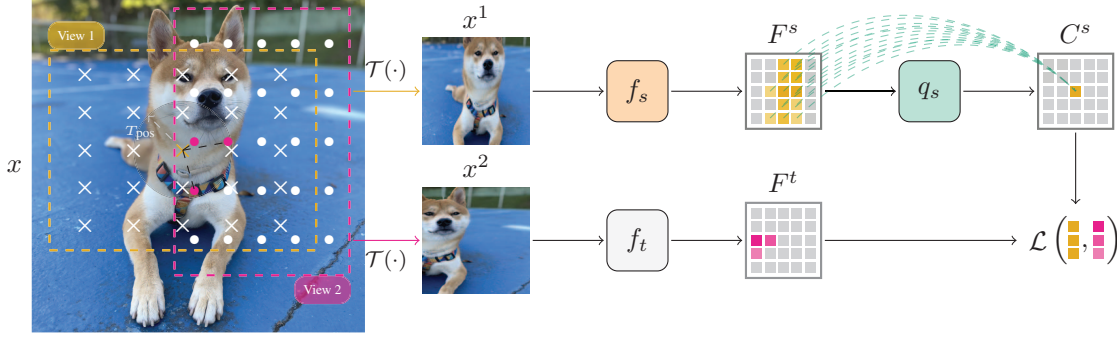 View 1
x
T_pos
View 2
𝒯(·)
𝒯(·)
x^1
x^2
f_s
f_t
F^s
F^t
q_s
C^s
ℒ( , )